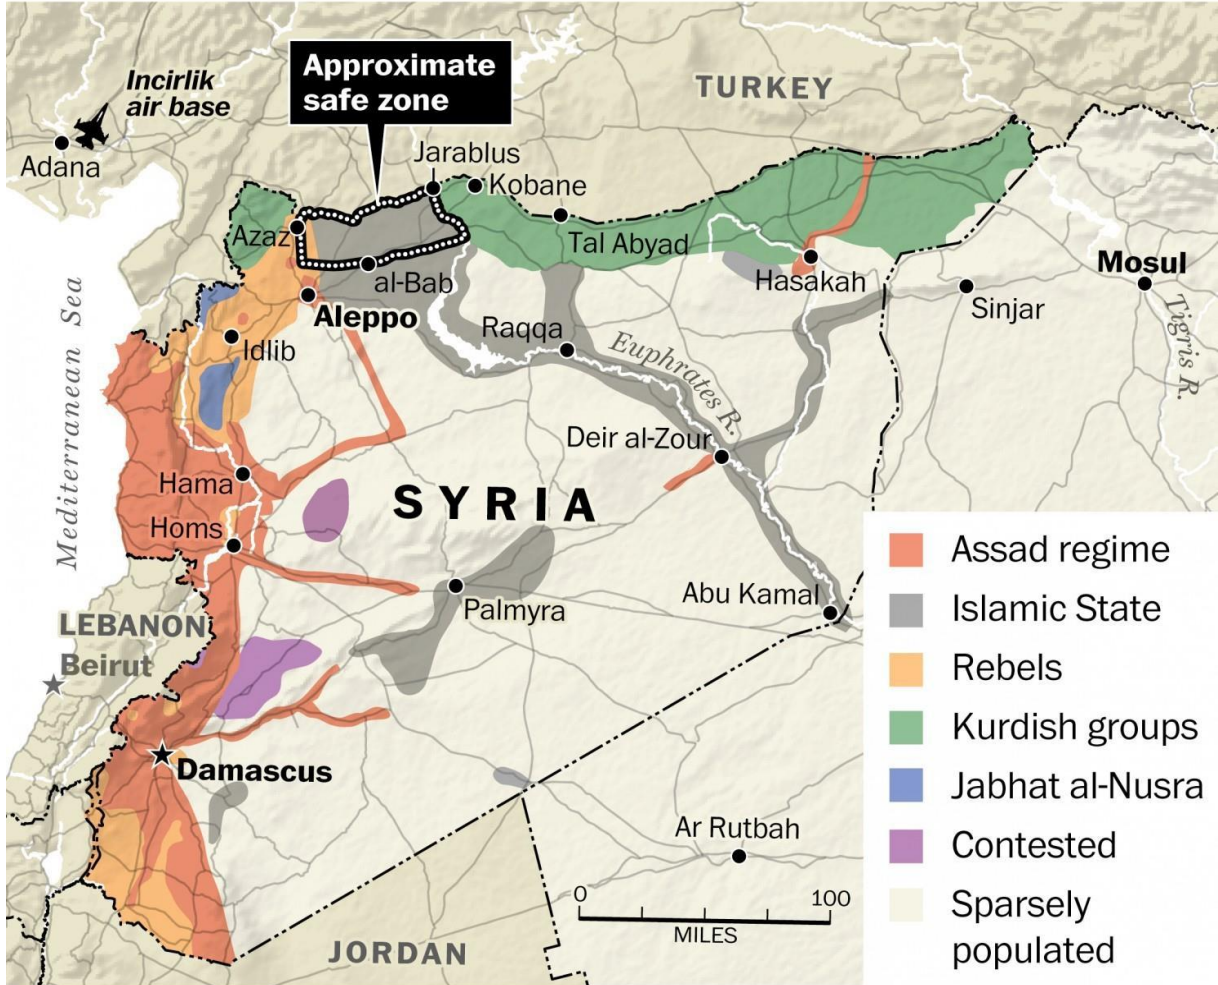 Incirlik
air base
Adana
Approximate
safe zone
TURKEY
Jarablus
Kobane
Azaz
Tal Abyad
al-Bab
Hasakah
Mosul
Sinjar
Tigris R.
Aleppo
Raqqa
Euphrates R.
Idlib
Mediterranean Sea
Deir al-Zour
Hama
SYRIA
Homs
Abu Kamal
Palmyra
LEBANON
Beirut
Damascus
Ar Rutbah
0
100
MILES
JORDAN
Assad regime
Islamic State
Rebels
Kurdish groups
Jabhat al-Nusra
Contested
Sparsely
populated